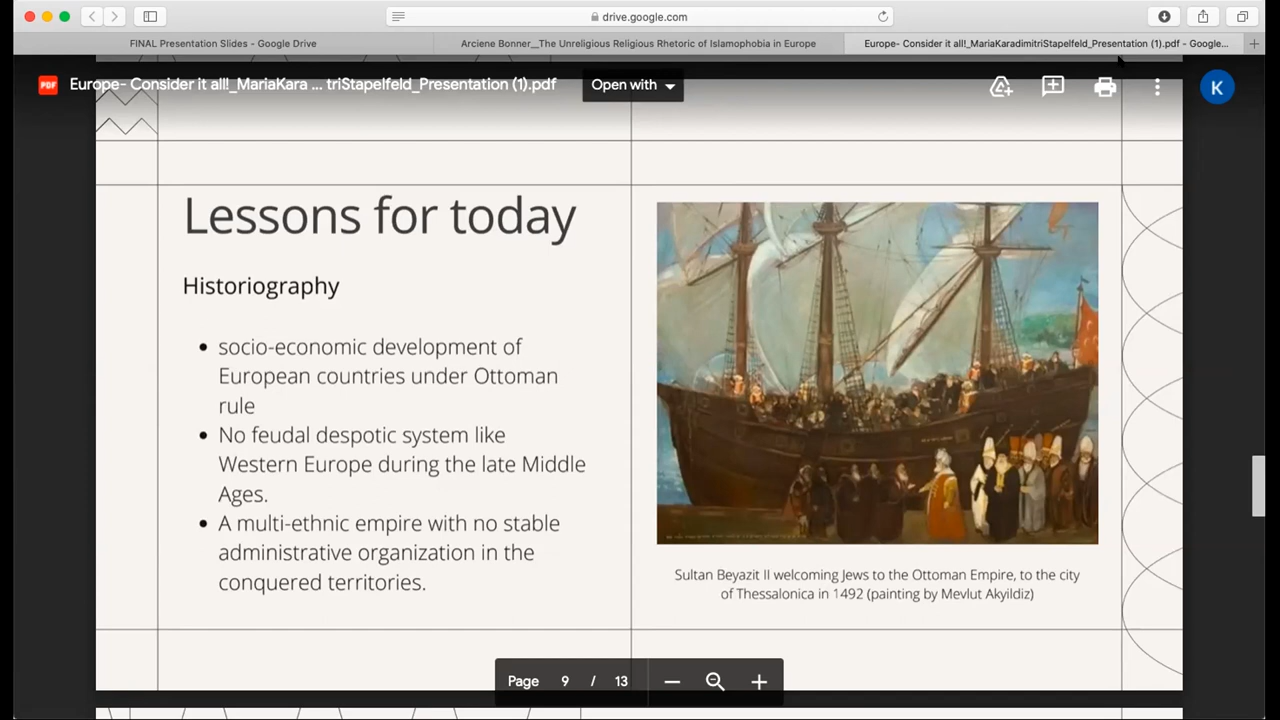 drive.google.com
FINAL Presentation Slides - Google Drive
Arciene Bonner__The Unreligious Religious Rhetoric of Islamophobia in Europe
Europe- Consider it all!_MariaKaradimitriStapelfeld_Presentation (1).pdf - Google...
PDF
Europe- Consider it all!_MariaKara ... triStapelfeld_Presentation (1).pdf
Open with
K
Lessons for today
Historiography
• socio-economic development of
European countries under Ottoman
rule
• No feudal despotic system like
Western Europe during the late Middle
Ages.
• A multi-ethnic empire with no stable
administrative organization in the
conquered territories.
Sultan Beyazit II welcoming Jews to the Ottoman Empire, to the city
of Thessalonica in 1492 (painting by Mevlut Akyildiz)
Page 9 / 13